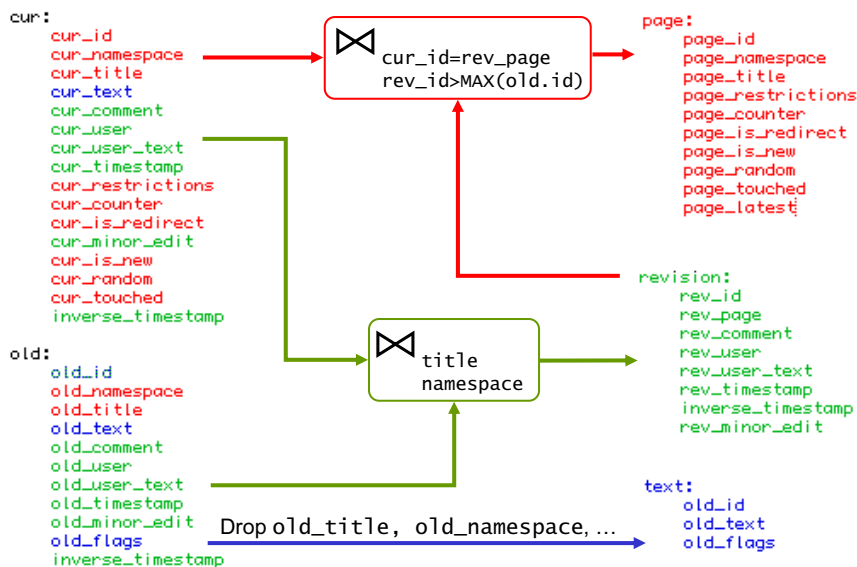 cur:
cur_id
cur_namespace
cur_title
cur_text
cur_comment
cur_user
cur_user_text
cur_timestamp
cur_restrictions
cur_counter
cur_is_redirect
cur_minor_edit
cur_is_new
cur_random
cur_touched
inverse_timestamp
old:
old_id
old_namespace
old_title
old_text
old_comment
old_user
old_user_text
old_timestamp
old_minor_edit
old_flags
inverse_timestamp
cur_id=rev_page
rev_id>MAX(old.id)
title
namespace
Drop old_title, old_namespace, …
page:
page_id
page_namespace
page_title
page_restrictions
page_counter
page_is_redirect
page_is_new
page_random
page_touched
page_latest
revision:
rev_id
rev_page
rev_comment
rev_user
rev_user_text
rev_timestamp
inverse_timestamp
rev_minor_edit
text:
old_id
old_text
old_flags